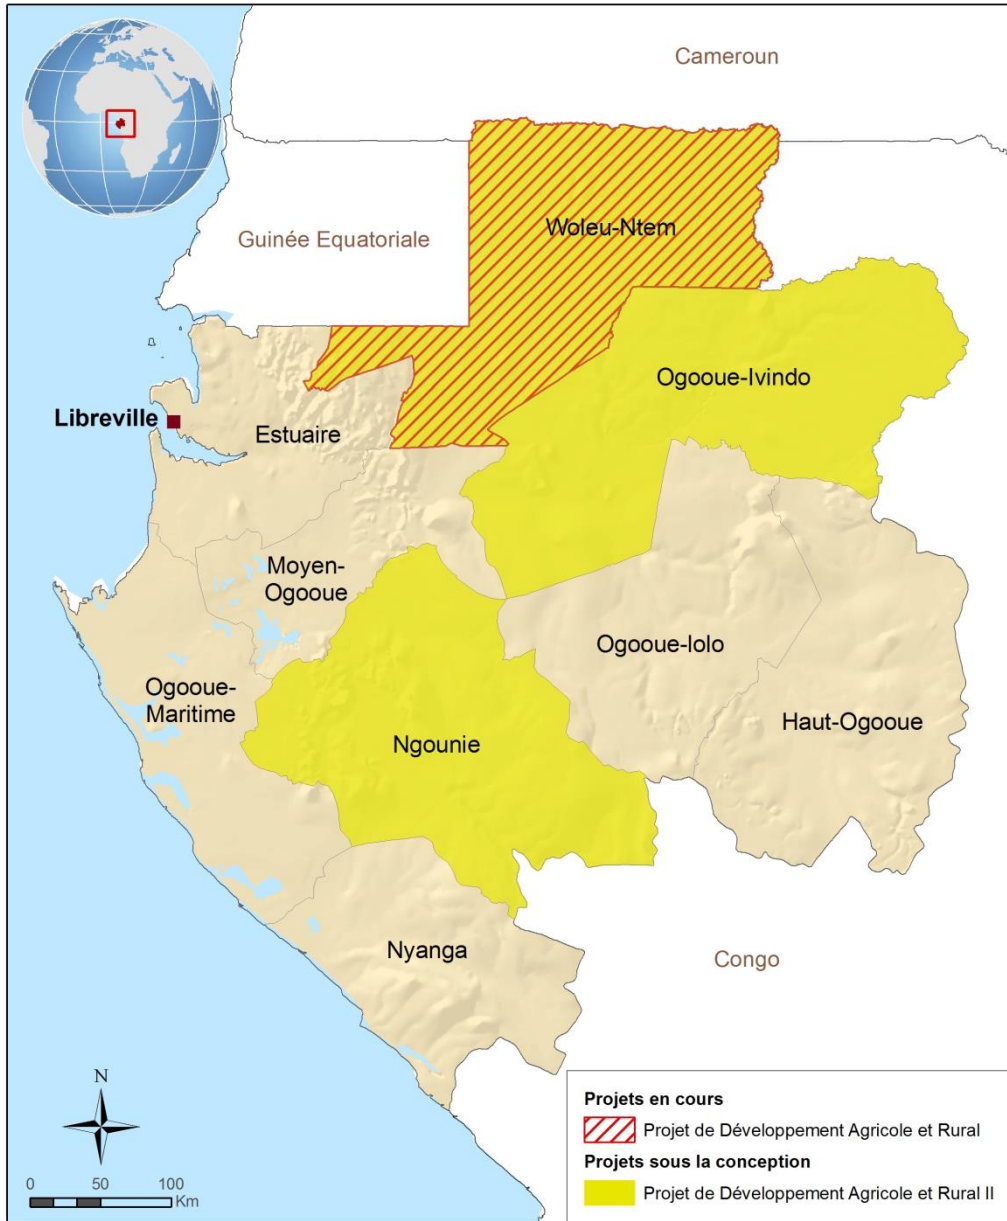 Cameroun
Guinée Equatoriale
Woleu-Ntem
Ogooue-Ivindo
Libreville
Estuaire
Moyen-
Ogooue
Ogooue-lolo
Ogooue-
Maritime
Haut-Ogooue
Ngounie
Nyanga
Congo
N
0 50 100
Km
Projets en cours
Projet de Développement Agricole et Rural
Projets sous la conception
Projet de Développement Agricole et Rural II